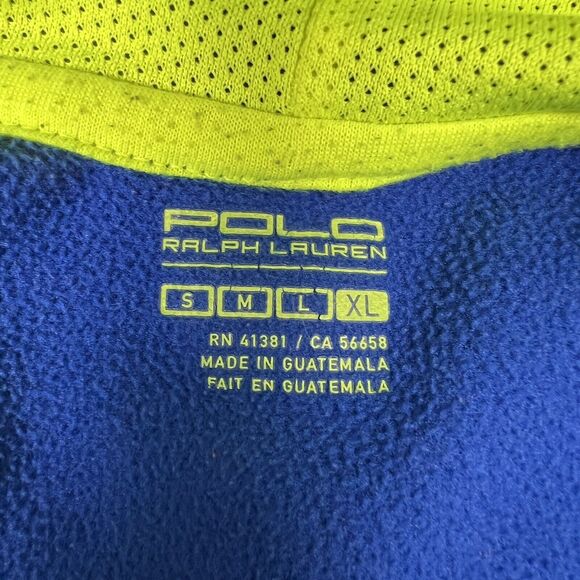 POLO
RALPH LAUREN
S M L XL
RN 41381 / CA 56658
MADE IN GUATEMALA
FAIT EN GUATEMALA